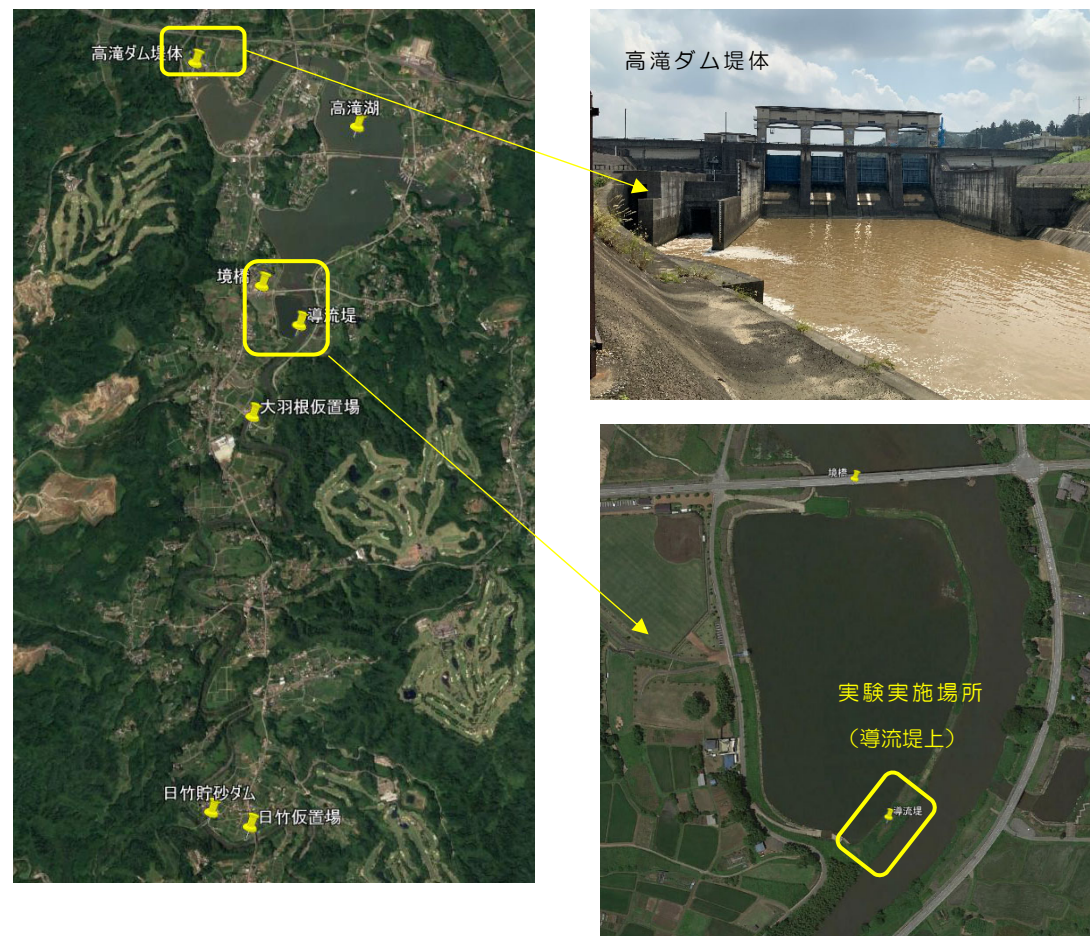 高滝ダム堤体
高滝湖
境橋
導流堤
大羽根仮置場
日竹貯砂ダム
日竹仮置場
高滝ダム堤体
境橋
実験実施場所
（導流堤上）
導流堤